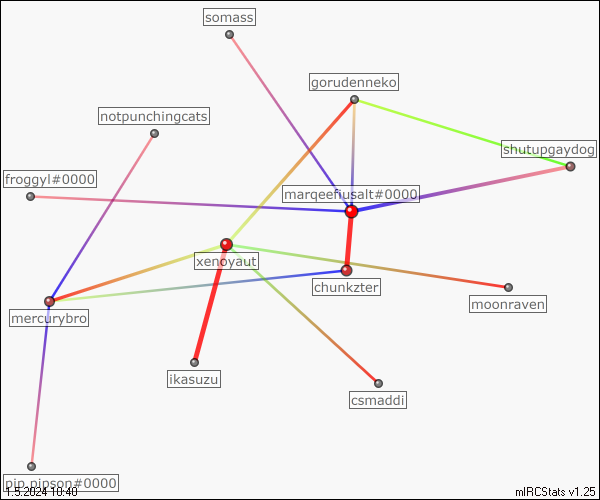 somass
gorudenneko
notpunchingcats
shutupgaydog
froggyl#0000
marqeefiusalt#0000
xenoyaut
chunkzter
moonraven
mercurybro
ikasuzu
csmaddi
pip.pipson#0000
1.5.2024 10:40
mIRCStats v1.25